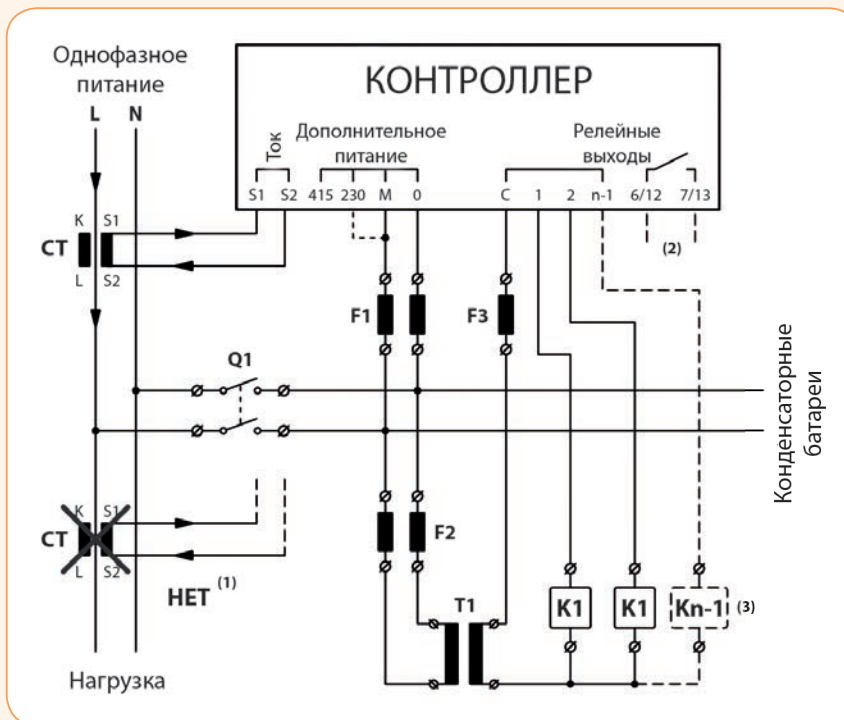 Однофазное
питание
L N
КОНТРОЛЛЕР
Ток
Дополнительное
питание
Релейные
выходы
S1 S2 415 230 M 0 C 1 2 n-1 6/12 7/13
(2)
K S1
CT
L S2
F1 F3
Q1
Конденсаторные
батареи
K S1
CT
L S2
НЕТ (1)
F2
T1
K1 K1 Kn-1 (3)
Нагрузка